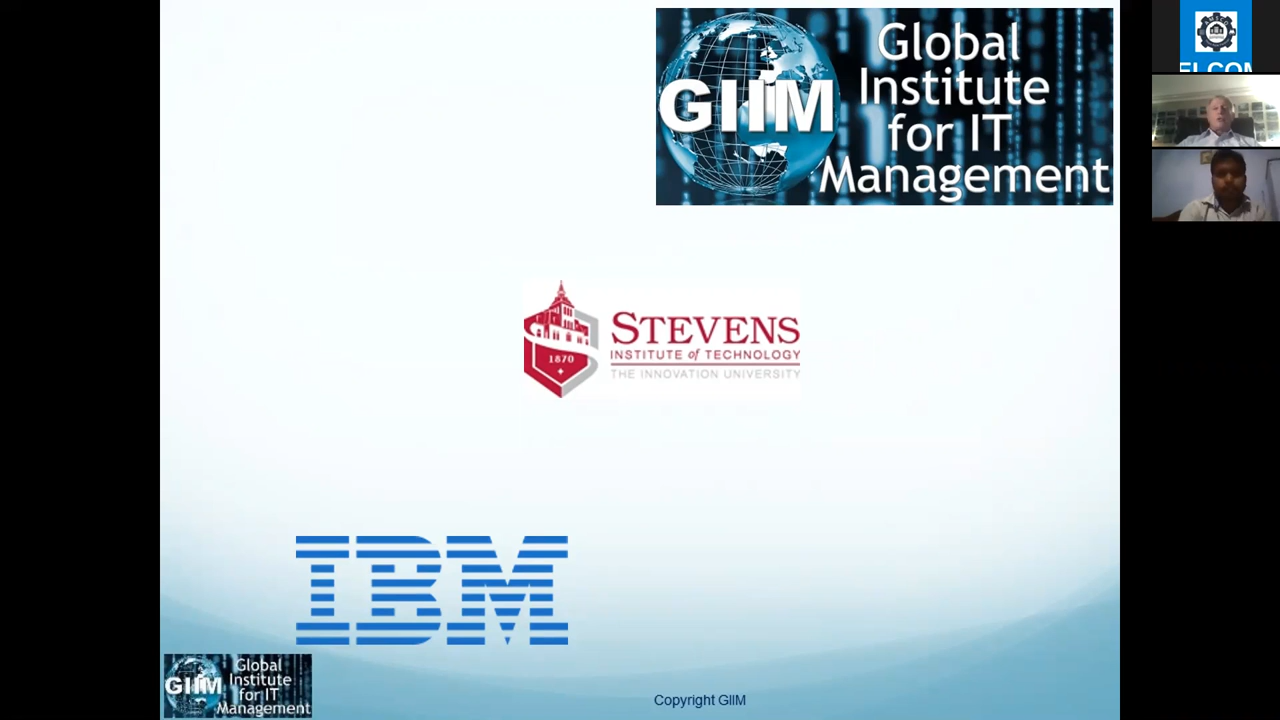 GIIM
Global
Institute
for IT
Management
STEVENS
INSTITUTE of TECHNOLOGY
THE INNOVATION UNIVERSITY
1870
IBM
GIIM
Global
Institute
for IT
Management
Copyright GIIM